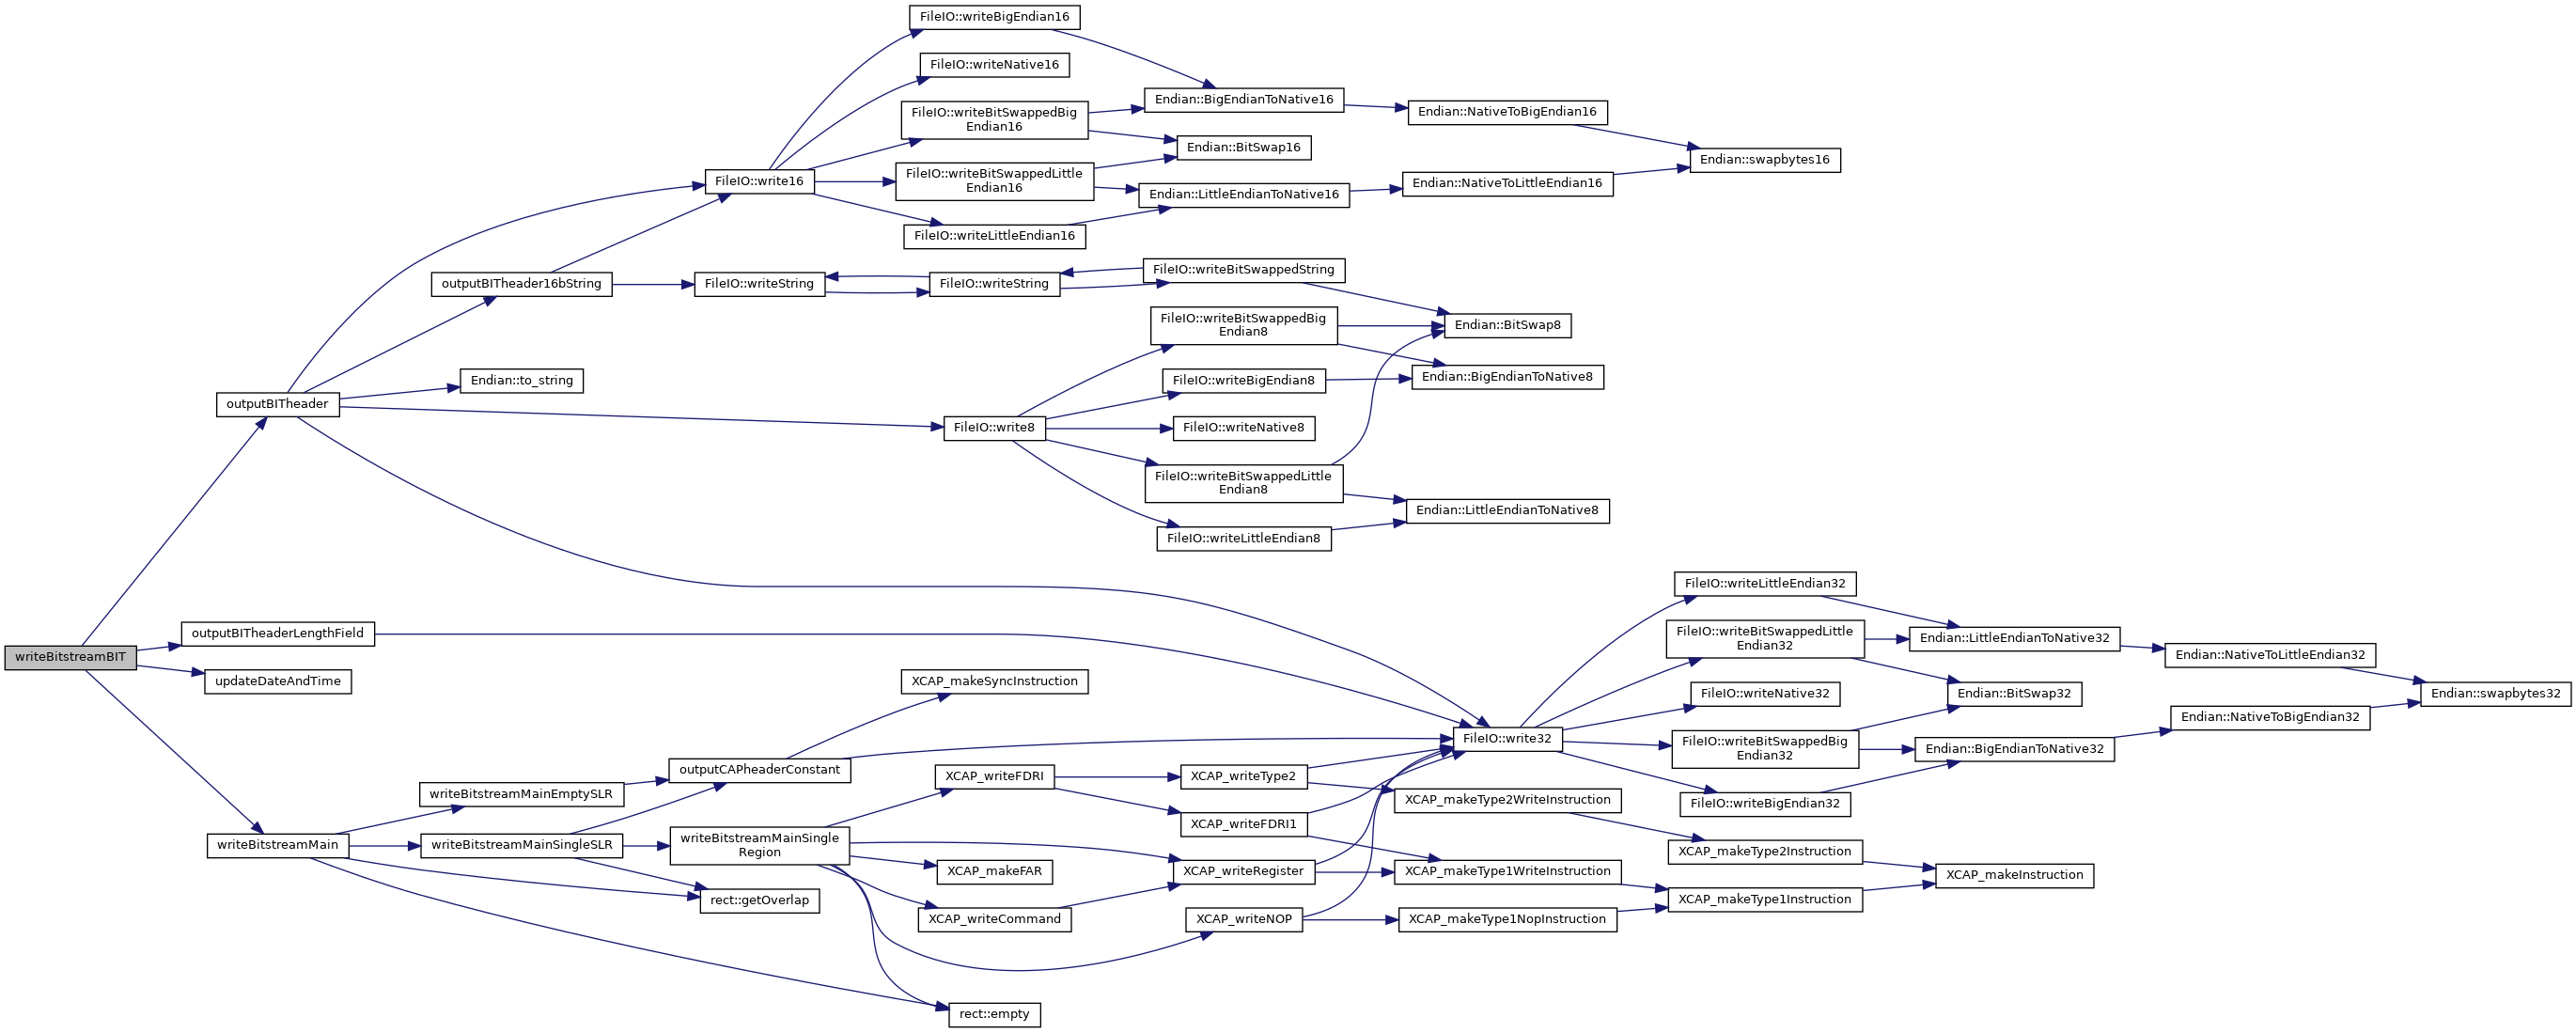 FileIO::writeBigEndian16
FileIO::writeNative16
Endian::BigEndianToNative16
FileIO::writeBitSwappedBig
Endian16
Endian::NativeToBigEndian16
Endian::BitSwap16
Endian::swapbytes16
FileIO::write16
FileIO::writeBitSwappedLittle
Endian16
Endian::LittleEndianToNative16
Endian::NativeToLittleEndian16
FileIO::writeLittleEndian16
outputBITheader16bString
FileIO::writeString
FileIO::writeString
FileIO::writeBitSwappedString
FileIO::writeBitSwappedBig
Endian8
Endian::BitSwap8
Endian::to_string
FileIO::writeBigEndian8
Endian::BigEndianToNative8
outputBITheader
FileIO::write8
FileIO::writeNative8
FileIO::writeBitSwappedLittle
Endian8
Endian::LittleEndianToNative8
FileIO::writeLittleEndian8
FileIO::writeLittleEndian32
outputBITheaderLengthField
FileIO::writeBitSwappedLittle
Endian32
Endian::LittleEndianToNative32
writeBitstreamBIT
Endian::NativeToLittleEndian32
updateDateAndTime
XCAP_makeSyncInstruction
FileIO::writeNative32
Endian::BitSwap32
Endian::swapbytes32
Endian::NativeToBigEndian32
FileIO::write32
FileIO::writeBitSwappedBig
Endian32
Endian::BigEndianToNative32
outputCAPheaderConstant
XCAP_writeFDRI
XCAP_writeType2
writeBitstreamMainEmptySLR
XCAP_makeType2WriteInstruction
FileIO::writeBigEndian32
XCAP_writeFDRI1
writeBitstreamMain
writeBitstreamMainSingleSLR
writeBitstreamMainSingle
Region
XCAP_makeType2Instruction
XCAP_makeFAR
XCAP_writeRegister
XCAP_makeType1WriteInstruction
XCAP_makeInstruction
rect::getOverlap
XCAP_makeType1Instruction
XCAP_writeCommand
XCAP_writeNOP
XCAP_makeType1NopInstruction
rect::empty